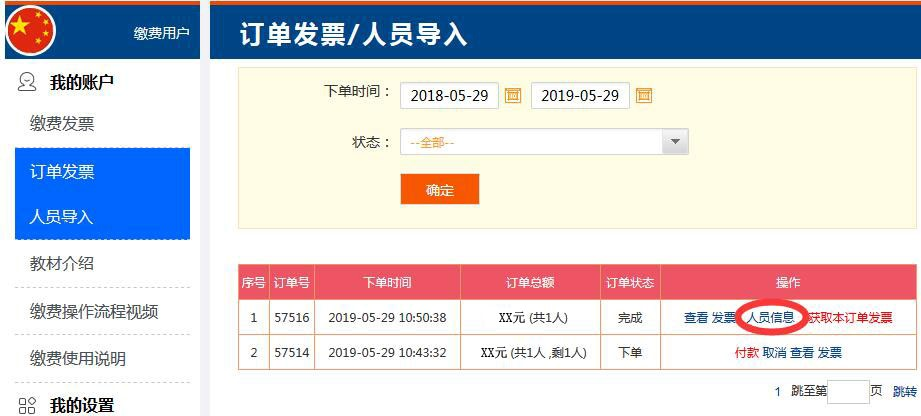 缴费用户
我的账户
缴费发票
订单发票
人员导入
教材介绍
缴费操作流程视频
缴费使用说明
我的设置
订单发票/人员导入
下单时间： 2018-05-29 2019-05-29
状态： --全部--
确定
序号 订单号 下单时间 订单总额 订单状态 操作
1 57516 2019-05-29 10:50:38 XX元 (共1人) 完成 查看 发票 人员信息 获取本订单发票
2 57514 2019-05-29 10:43:32 XX元 (共1人 ,剩1人) 下单 付款 取消 查看 发票
1 跳至第 页 跳转